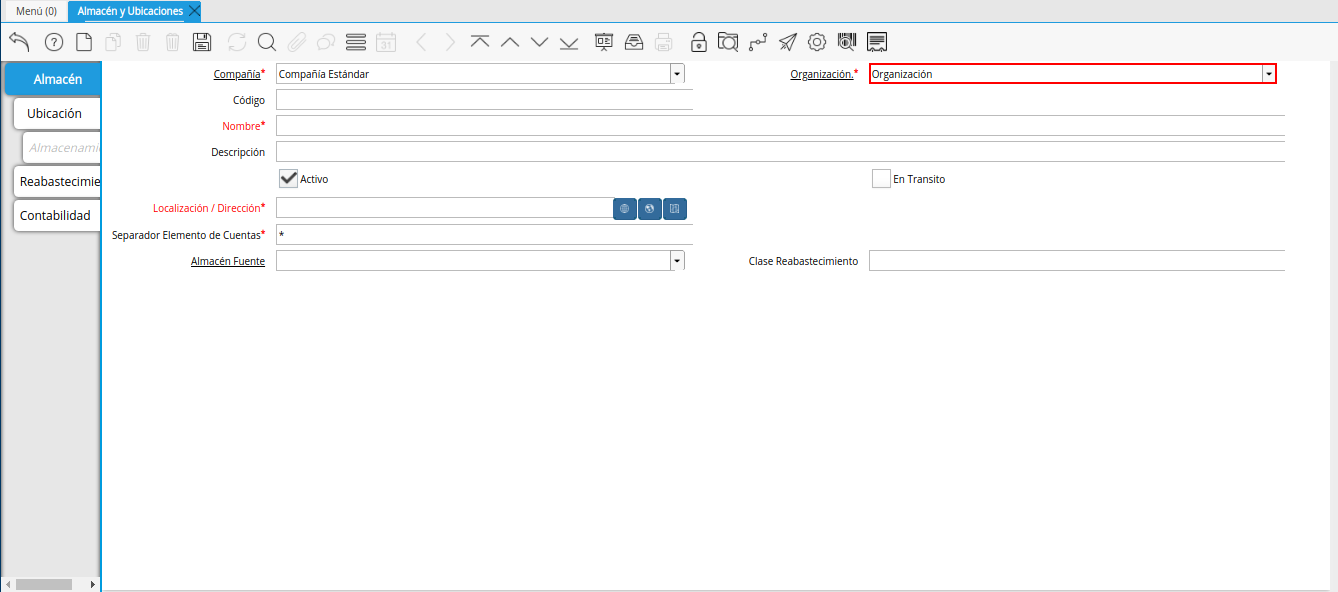 Menú (0) Almacén y Ubicaciones
31
Almacén
Ubicación
Almacenami
Reabastecimie
Contabilidad
Compañía* Compañía Estándar Organización.* Organización
Código
Nombre*
Descripción
Activo En Transito
Localización / Dirección*
Separador Elemento de Cuentas* *
Almacén Fuente Clase Reabastecimiento